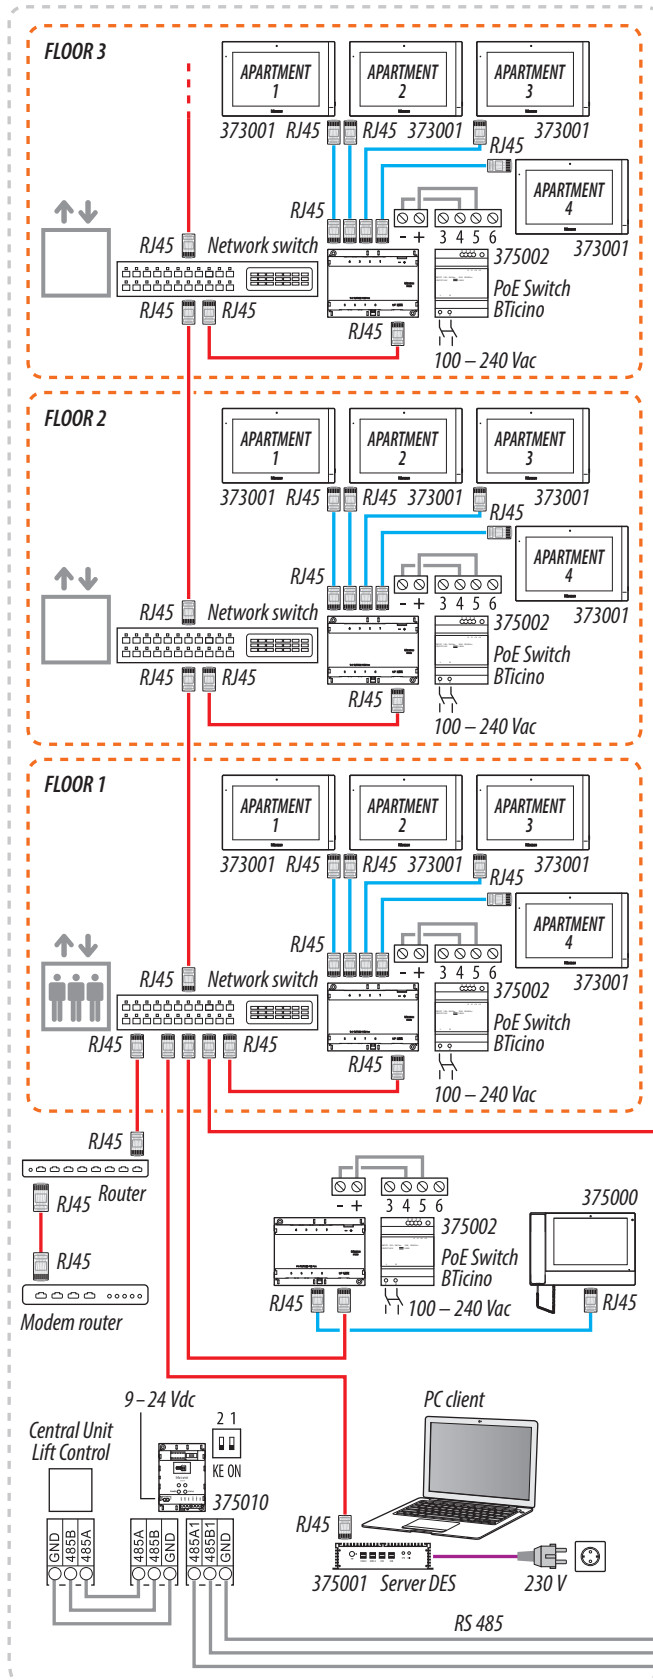 FLOOR 3
APARTMENT 1
APARTMENT 2
APARTMENT 3
373001 RJ45 RJ45 373001 373001
RJ45
APARTMENT 4
373001
RJ45
- + 3 4 5 6
375002
PoE Switch
BTicino
RJ45 Network switch
RJ45 RJ45
RJ45
100 – 240 Vac
FLOOR 2
APARTMENT 1
APARTMENT 2
APARTMENT 3
373001 RJ45 RJ45 373001 373001
RJ45
APARTMENT 4
373001
RJ45
- + 3 4 5 6
375002
PoE Switch
BTicino
RJ45 Network switch
RJ45 RJ45
RJ45
100 – 240 Vac
FLOOR 1
APARTMENT 1
APARTMENT 2
APARTMENT 3
373001 RJ45 RJ45 373001 373001
RJ45
APARTMENT 4
373001
RJ45
- + 3 4 5 6
375002
PoE Switch
BTicino
RJ45 Network switch
RJ45 RJ45
RJ45
100 – 240 Vac
RJ45
Router
RJ45
RJ45
Modem router
- + 3 4 5 6
375002
PoE Switch
BTicino
RJ45
100 – 240 Vac
375000
RJ45
9 – 24 Vdc
Central Unit
Lift Control
2 1
KE ON
375010
GND 485B 485A
485A 485B GND
485A1 485B1 GND
PC client
RJ45
375001 Server DES
230 V
RS 485